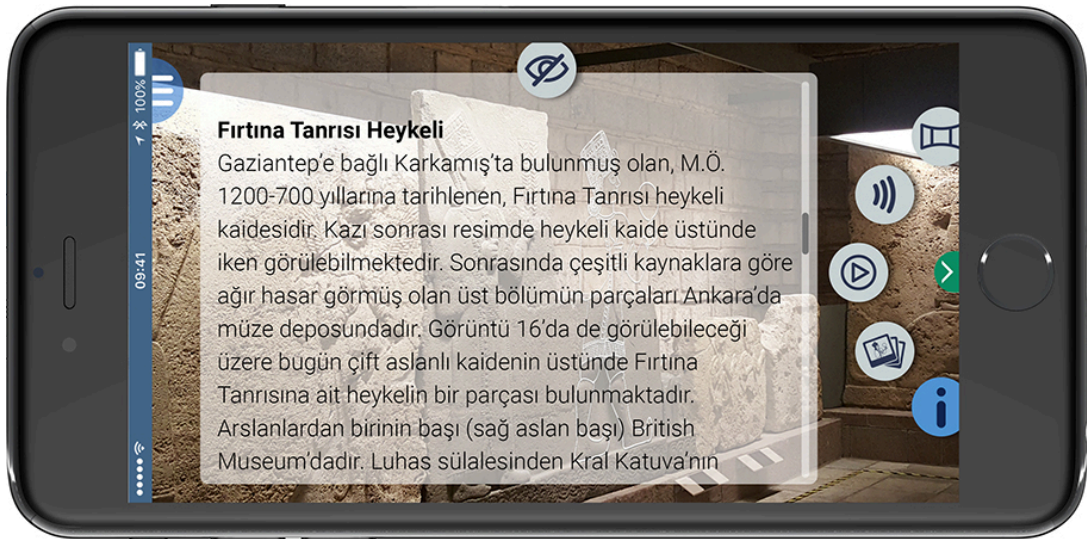 Fırtına Tanrısı Heykeli
Gaziantep'e bağlı Karkamış'ta bulunmuş olan, M.Ö.
1200-700 yıllarına tarihlenen, Fırtına Tanrısı heykeli
kaidesidir. Kazı sonrası resimde heykeli kaide üstünde
iken görülebilmektedir. Sonrasında çeşitli kaynaklara göre
ağır hasar görmüş olan üst bölümün parçaları Ankara'da
müze deposundadır. Görüntü 16'da de görülebileceği
üzere bugün çift aslanlı kaidenin üstünde Fırtına
Tanrısına ait heykelin bir parçası bulunmaktadır.
Arslanlardan birinin başı (sağ aslan başı) British
Museum'dadır. Luhas sülalesinden Kral Katuva'nın
09:41
100%